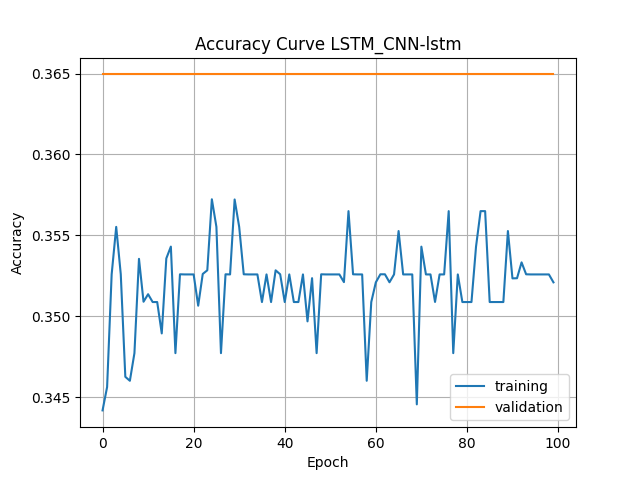 Accuracy Curve LSTM_CNN-lstm
0.365
0.360
0.355
0.350
0.345
Accuracy
0 20 40 60 80 100
Epoch
training
validation